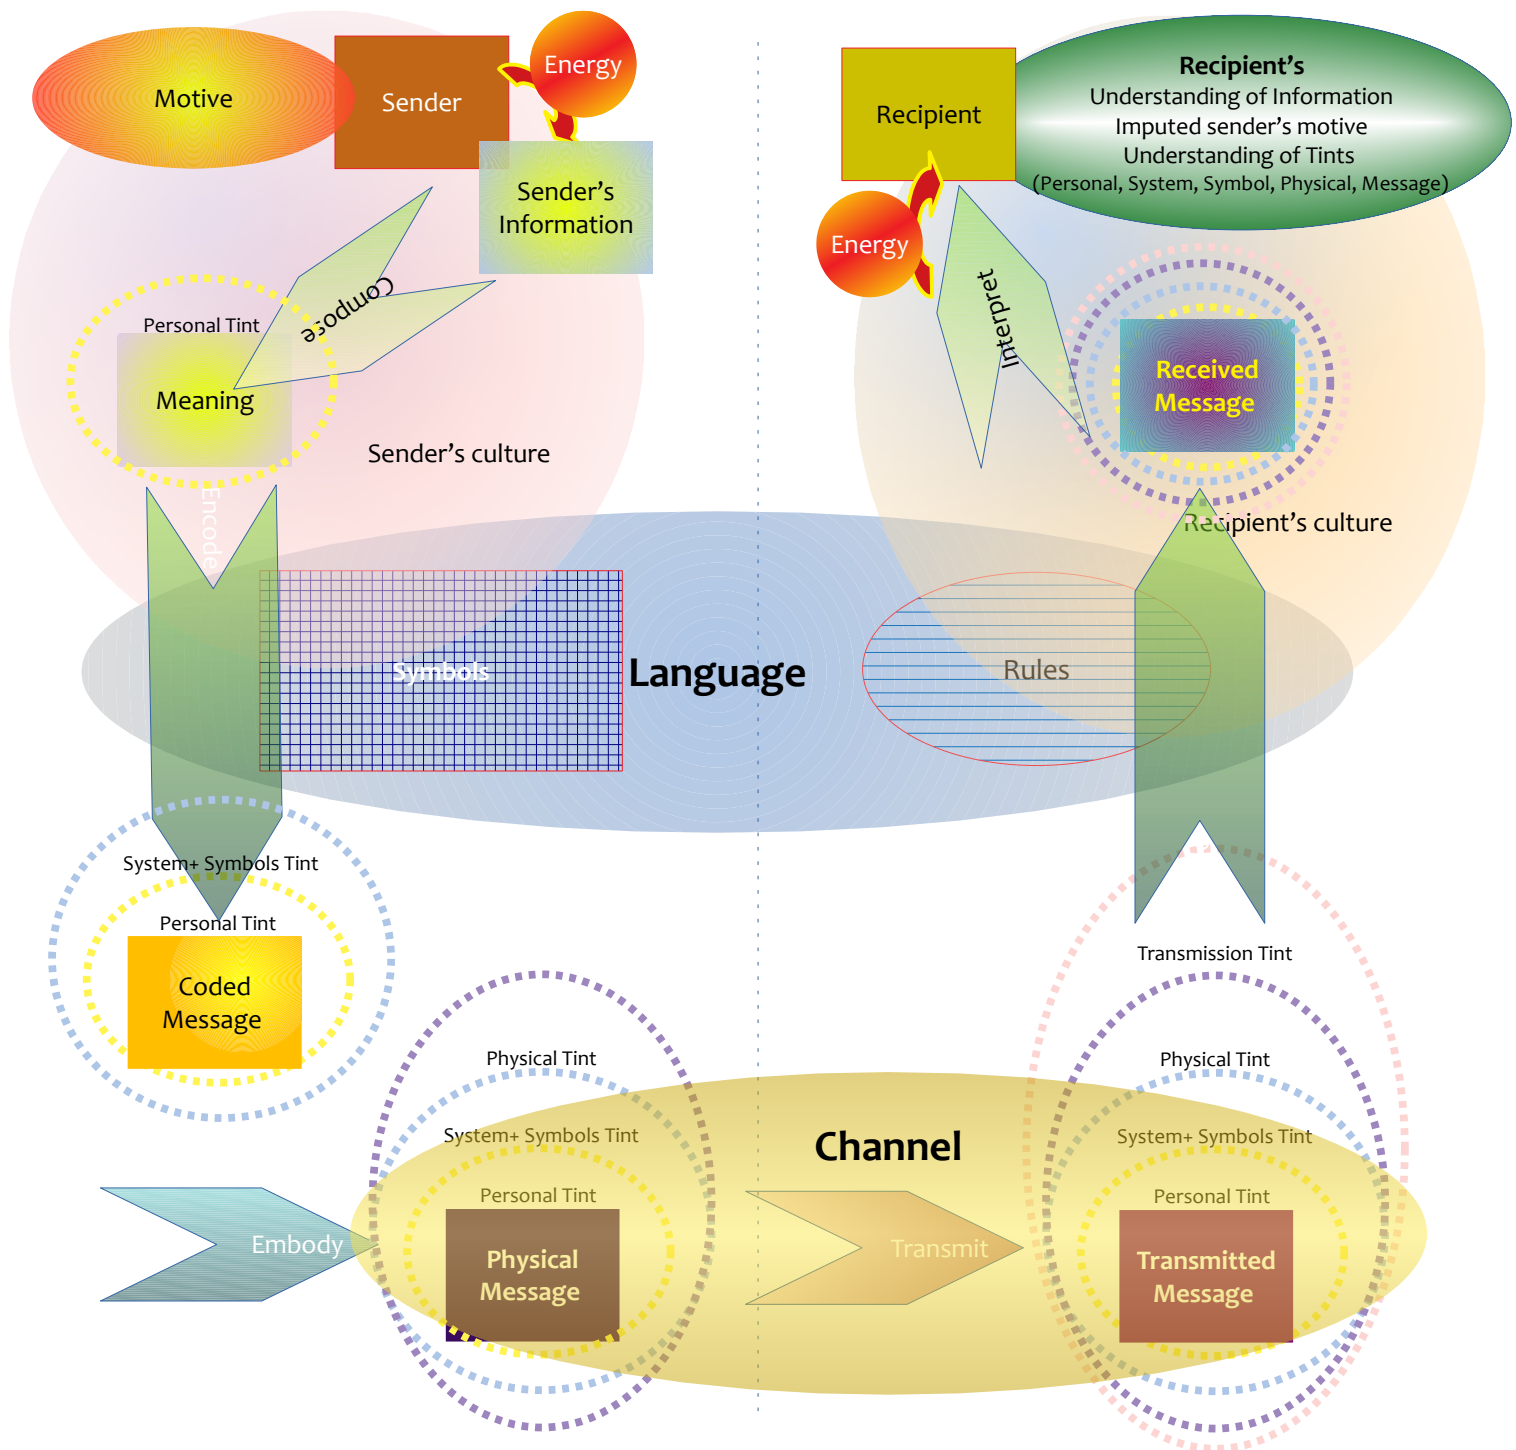 Motive
Sender
Energy
Sender’s
Information
Compose
Personal Tint
Meaning
Sender’s culture
Encode
Recipient
Recipient’s
Understanding of Information
Imputed sender’s motive
Understanding of Tints
(Personal, System, Symbol, Physical, Message)
Energy
Interpret
Received
Message
Recipient’s culture
Symbols
Language
Rules
System+ Symbols Tint
Personal Tint
Coded
Message
Embody
Physical Tint
System+ Symbols Tint
Personal Tint
Physical
Message
Channel
Transmit
Transmission Tint
Physical Tint
System+ Symbols Tint
Personal Tint
Transmitted
Message